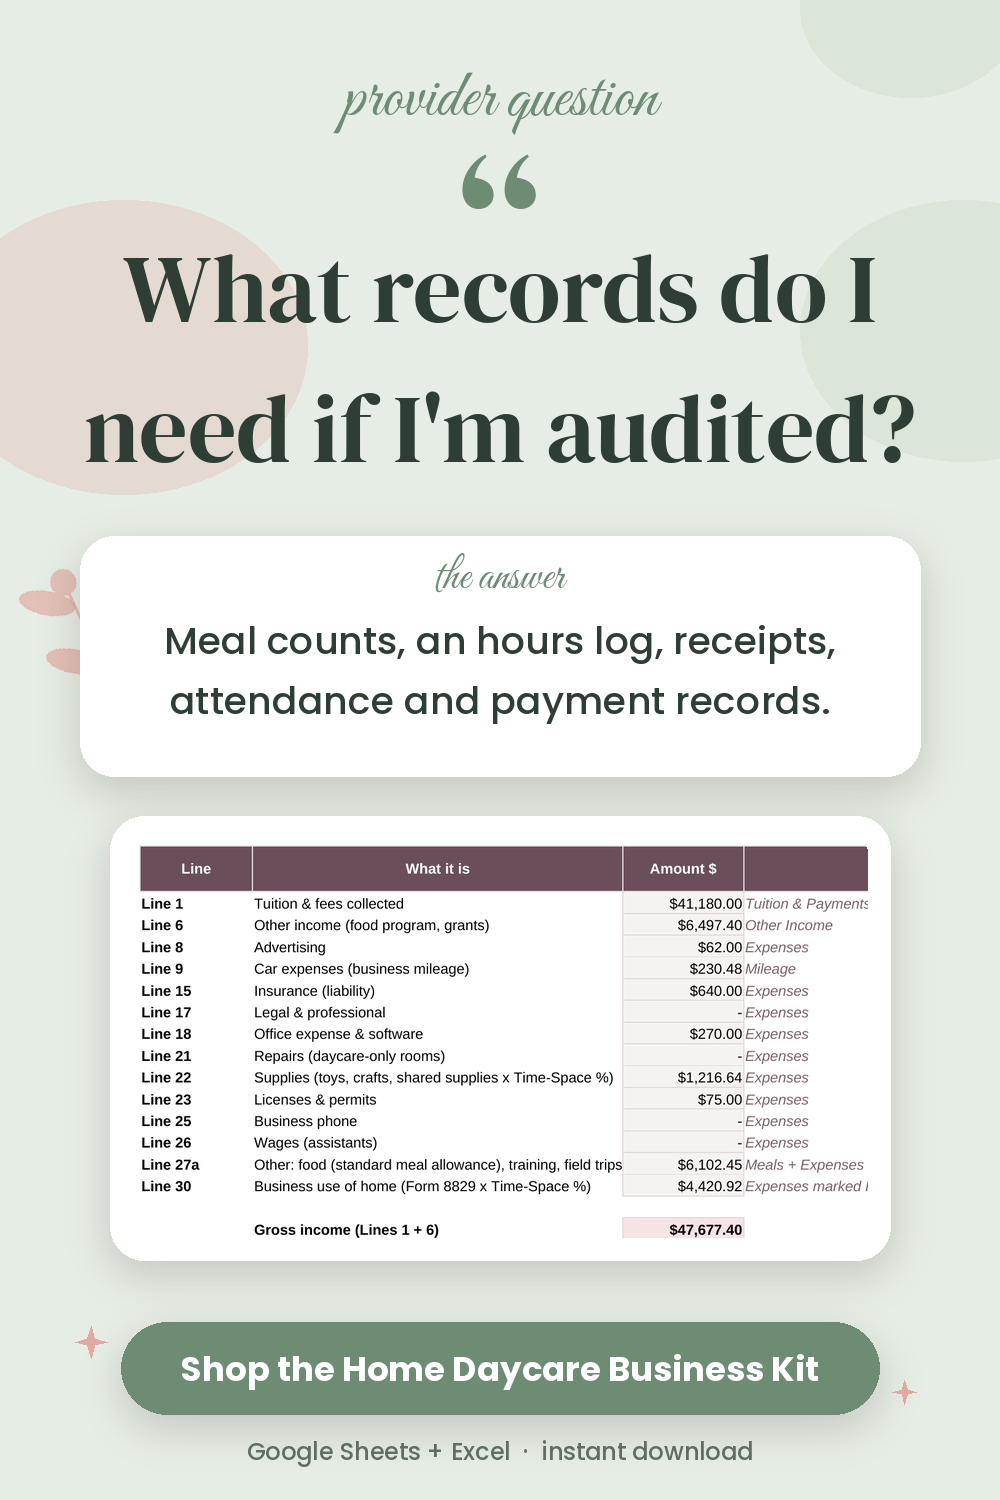 provider question
“
What records do I
need if I'm audited?
the answer
Meal counts, an hours log, receipts,
attendance and payment records.
Line What it is Amount $
Line 1 Tuition & fees collected $41,180.00 Tuition & Payments
Line 6 Other income (food program, grants) $6,497.40 Other Income
Line 8 Advertising $62.00 Expenses
Line 9 Car expenses (business mileage) $230.48 Mileage
Line 15 Insurance (liability) $640.00 Expenses
Line 17 Legal & professional - Expenses
Line 18 Office expense & software $270.00 Expenses
Line 21 Repairs (daycare-only rooms) - Expenses
Line 22 Supplies (toys, crafts, shared supplies x Time-Space %) $1,216.64 Expenses
Line 23 Licenses & permits $75.00 Expenses
Line 25 Business phone - Expenses
Line 26 Wages (assistants) - Expenses
Line 27a Other: food (standard meal allowance), training, field trips $6,102.45 Meals + Expenses
Line 30 Business use of home (Form 8829 x Time-Space %) $4,420.92 Expenses marked
Gross income (Lines 1 + 6) $47,677.40
Shop the Home Daycare Business Kit
Google Sheets + Excel · instant download